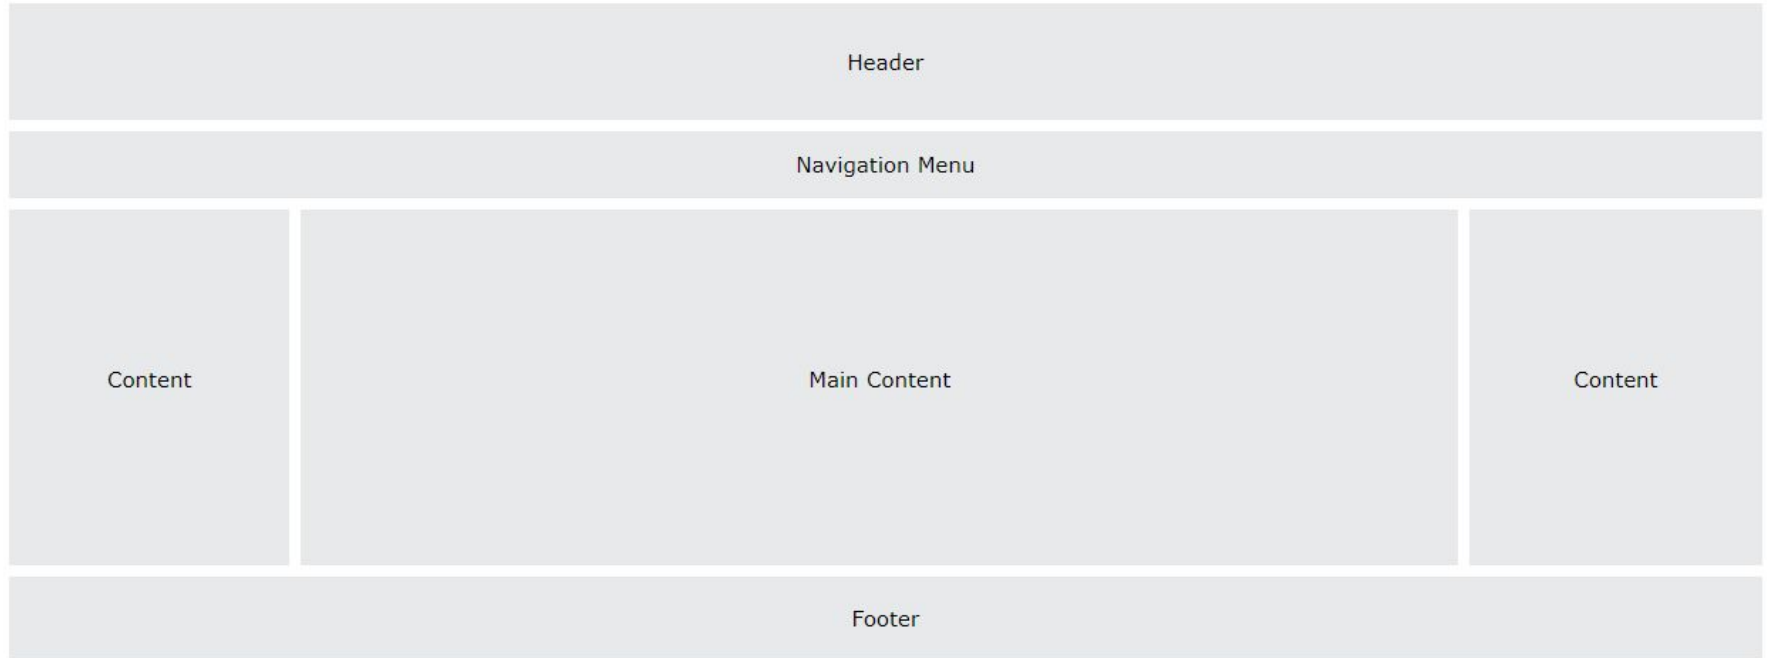 Header
Navigation Menu
Content
Main Content
Content
Footer